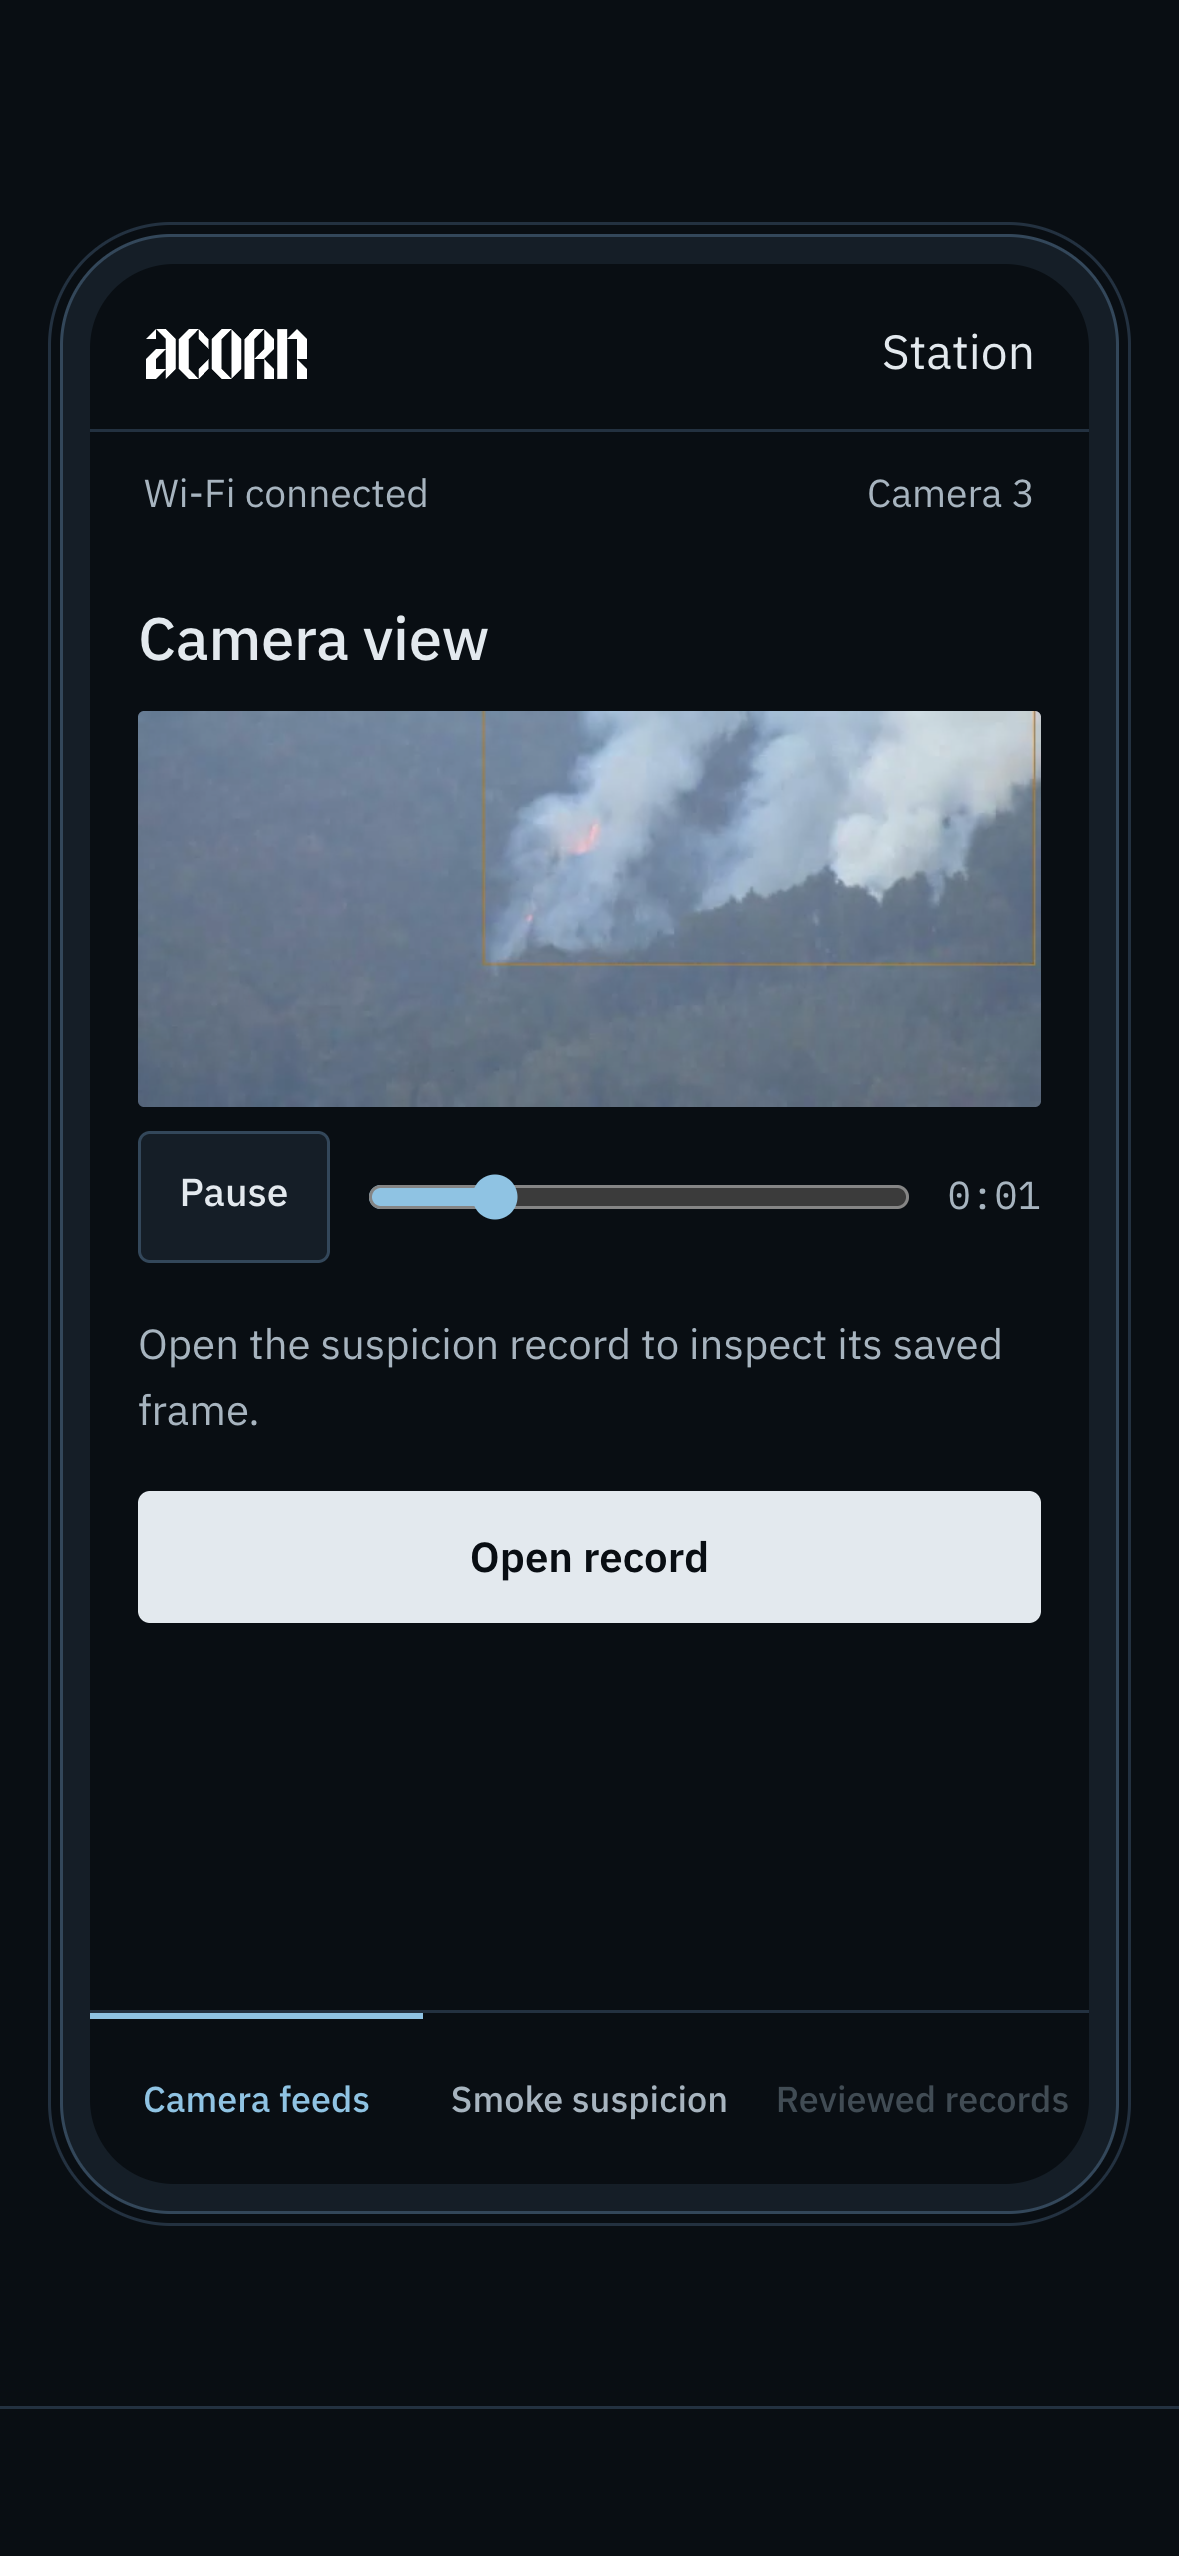 acorn
Station
Wi-Fi connected
Camera 3
Camera view
Pause
0:01
Open the suspicion record to inspect its saved
frame.
Open record
Camera feeds
Smoke suspicion
Reviewed records